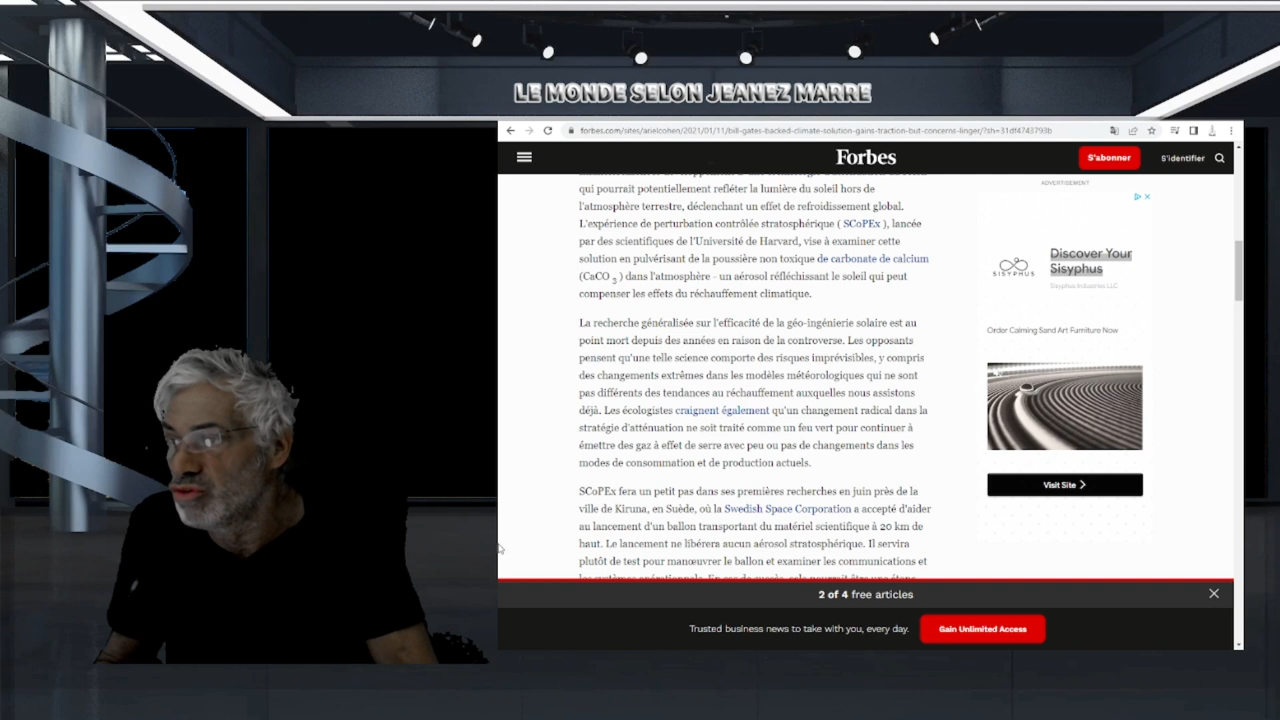 LE MONDE SELON JEANEZ MARRE
forbes.com/sites/arielcohen/2021/01/11/bill-gates-backed-climate-solution-gains-traction-but-concerns-linger/?sh=31df4743793b
Forbes
S'abonner
S'identifier
qui pourrait potentiellement refléter la lumière du soleil hors de
l'atmosphère terrestre, déclenchant un effet de refroidissement global.
L'expérience de perturbation contrôlée stratosphérique ( SCoPEx ), lancée
par des scientifiques de l'Université de Harvard, vise à examiner cette
solution en pulvérisant de la poussière non toxique de carbonate de calcium
(CaCO 3 ) dans l'atmosphère – un aérosol réfléchissant le soleil qui peut
compenser les effets du réchauffement climatique.
La recherche généralisée sur l'efficacité de la géo-ingénierie solaire est au
point mort depuis des années en raison de la controverse. Les opposants
pensent qu'une telle science comporte des risques imprévisibles, y compris
des changements extrêmes dans les modèles météorologiques qui ne sont
pas différents des tendances au réchauffement auxquelles nous assistons
déjà. Les écologistes craignent également qu'un changement radical dans la
stratégie d'atténuation ne soit traité comme un feu vert pour continuer à
émettre des gaz à effet de serre avec peu ou pas de changements dans les
modes de consommation et de production actuels.
SCoPEx fera un petit pas dans ses premières recherches en juin près de la
ville de Kiruna, en Suède, où la Swedish Space Corporation a accepté d'aider
au lancement d'un ballon transportant du matériel scientifique à 20 km de
haut. Le lancement ne libérera aucun aérosol stratosphérique. Il servira
plutôt de test pour manœuvrer le ballon et examiner les communications et
ADVERTISEMENT
SISYPHUS
Discover Your
Sisyphus
Sisyphus Industries LLC
Order Calming Sand Art Furniture Now
Visit Site
2 of 4 free articles
Trusted business news to take with you, every day.
Gain Unlimited Access